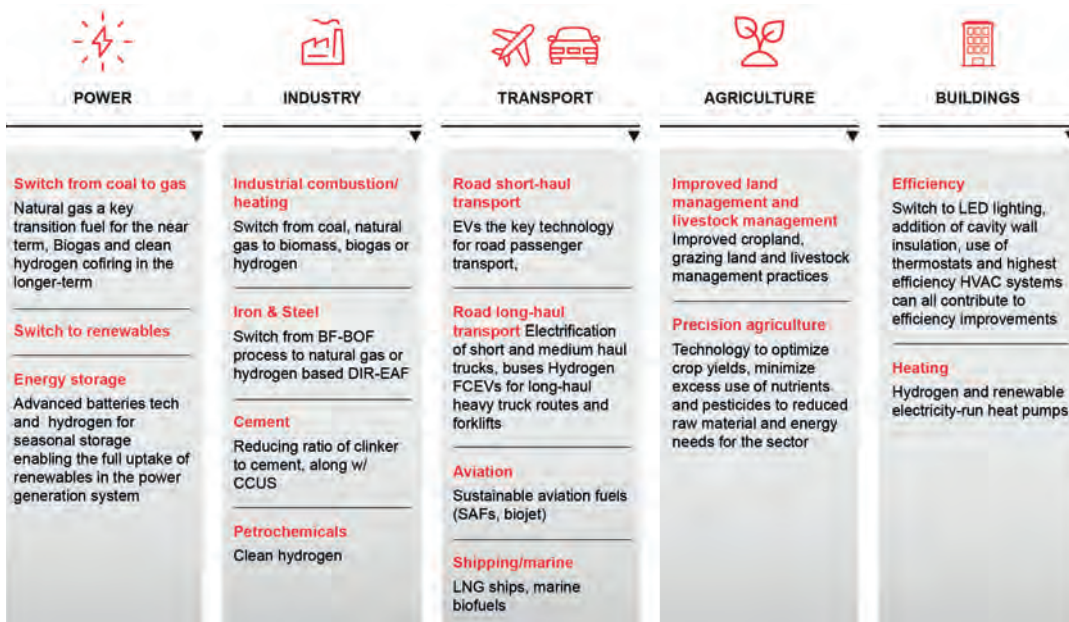 POWER
Switch from coal to gas
Natural gas a key
transition fuel for the near
term, Biogas and clean
hydrogen cofiring in the
longer-term
Switch to renewables
Energy storage
Advanced batteries tech
and hydrogen for
seasonal storage
enabling the full uptake of
renewables in the power
generation system
INDUSTRY
Industrial combustion/
heating
Switch from coal, natural
gas to biomass, biogas or
hydrogen
Iron & Steel
Switch from BF-BOF
process to natural gas or
hydrogen based DIR-EAF
Cement
Reducing ratio of clinker
to cement, along w/
CCUS
Petrochemicals
Clean hydrogen
TRANSPORT
Road short-haul
transport
EVs the key technology
for road passenger
transport,
Road long-haul
transport Electrification
of short and medium haul
trucks, buses Hydrogen
FCEVs for long-haul
heavy truck routes and
forklifts
Aviation
Sustainable aviation fuels
(SAFs, biojet)
Shipping/marine
LNG ships, marine
biofuels
AGRICULTURE
Improved land
management and
livestock management
Improved cropland,
grazing land and livestock
management practices
Precision agriculture
Technology to optimize
crop yields, minimize
excess use of nutrients
and pesticides to reduced
raw material and energy
needs for the sector
BUILDINGS
Efficiency
Switch to LED lighting,
addition of cavity wall
insulation, use of
thermostats and highest
efficiency HVAC systems
can all contribute to
efficiency improvements
Heating
Hydrogen and renewable
electricity-run heat pumps